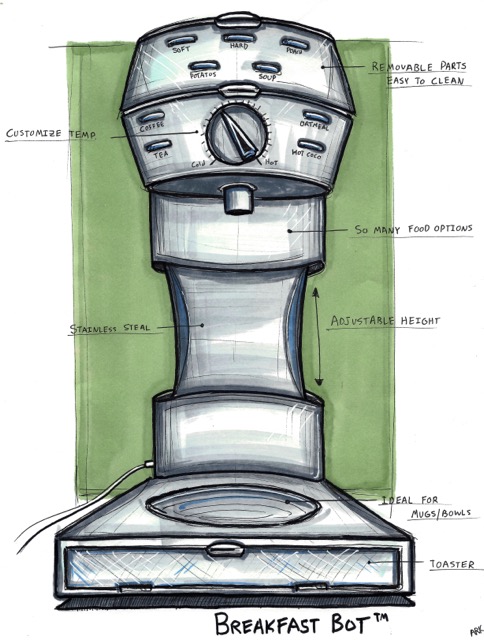 SOFT HARD POACH
POTATOS SOUP
REMOVABLE PARTS
EASY TO CLEAN
COFFEE OATMEAL
CUSTOMIZE TEMP.
TEA HOT COCO
Cold Hot
SO MANY FOOD OPTIONS
STAINLESS STEAL
ADJUSTABLE HEIGHT
IDEAL FOR
MUGS/BOWLS
TOASTER
BREAKFAST BOT™
ARK